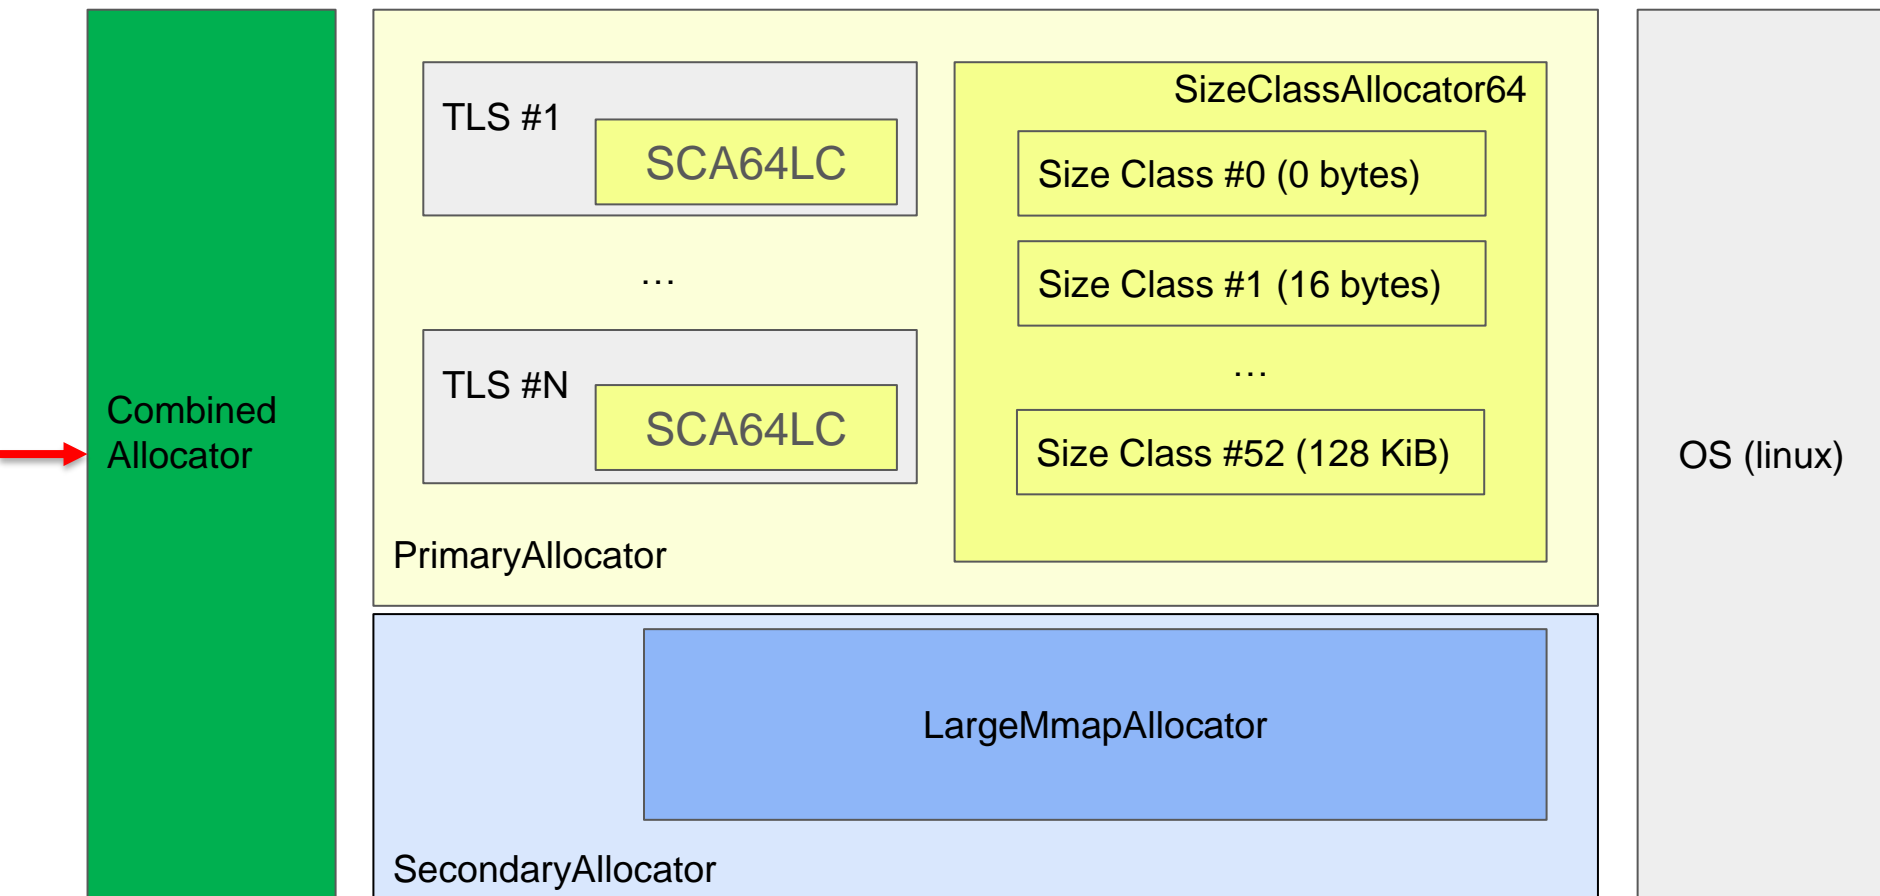 Combined
Allocator
TLS #1
SCA64LC
…
TLS #N
SCA64LC
PrimaryAllocator
SizeClassAllocator64
Size Class #0 (0 bytes)
Size Class #1 (16 bytes)
…
Size Class #52 (128 KiB)
LargeMmapAllocator
SecondaryAllocator
OS (linux)